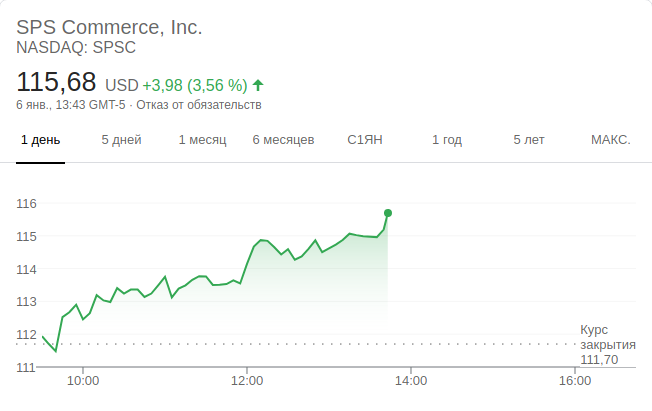 SPS Commerce, Inc.
NASDAQ: SPSC
115,68 USD +3,98 (3,56 %)
6 янв., 13:43 GMT-5 · Отказ от обязательств
1 день 5 дней 1 месяц 6 месяцев С1ЯН 1 год 5 лет МАКС.
116
115
114
113
112
111
Курс
закрытия
111,70
10:00 12:00 14:00 16:00